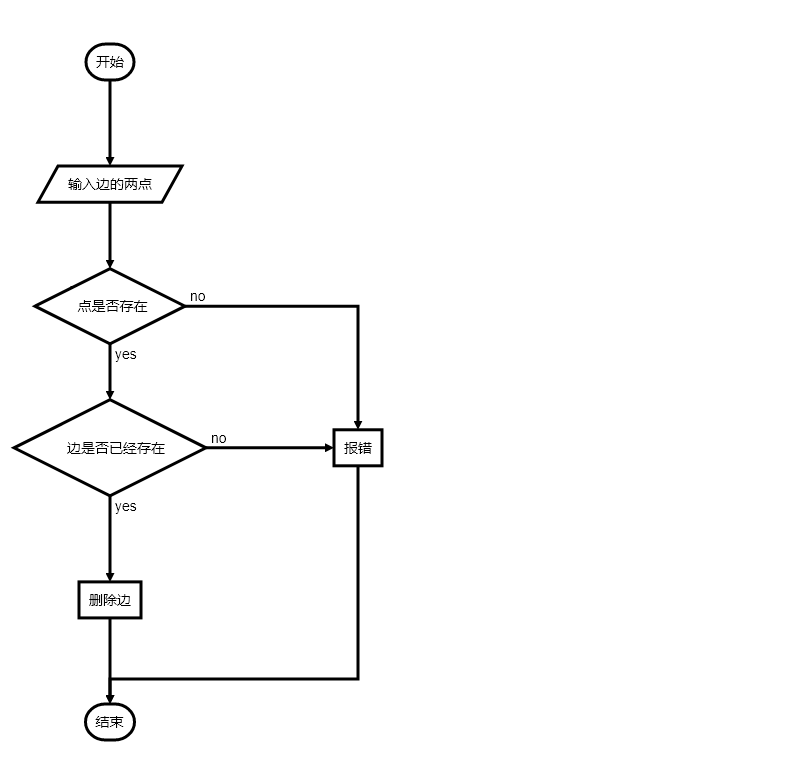 开始
输入边的两点
点是否存在
no
yes
边是否已经存在
no
报错
yes
删除边
结束